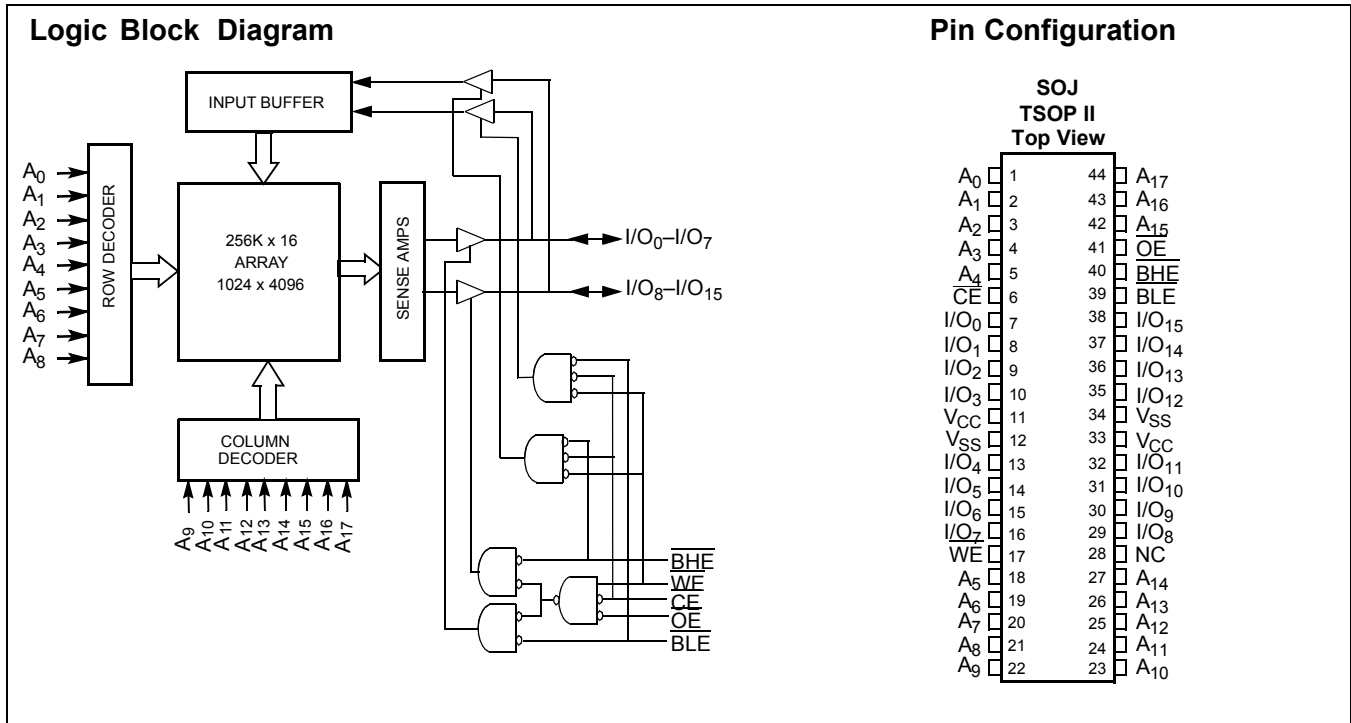 Logic Block Diagram
INPUT BUFFER
A0
A1
A2
A3
A4
A5
A6
A7
A8
ROW DECODER
256K x 16
ARRAY
1024 x 4096
SENSE AMPS
I/O0–I/O7
I/O8–I/O15
COLUMN
DECODER
A9
A10
A11
A12
A13
A14
A15
A16
A17
BHE
WE
CE
OE
BLE
Pin Configuration
SOJ
TSOP II
Top View
A0 1 44 A17
A1 2 43 A16
A2 3 42 A15
A3 4 41 OE
A4 5 40 BHE
CE 6 39 BLE
I/O0 7 38 I/O15
I/O1 8 37 I/O14
I/O2 9 36 I/O13
I/O3 10 35 I/O12
VCC 11 34 VSS
VSS 12 33 VCC
I/O4 13 32 I/O11
I/O5 14 31 I/O10
I/O6 15 30 I/O9
I/O7 16 29 I/O8
WE 17 28 NC
A5 18 27 A14
A6 19 26 A13
A7 20 25 A12
A8 21 24 A11
A9 22 23 A10